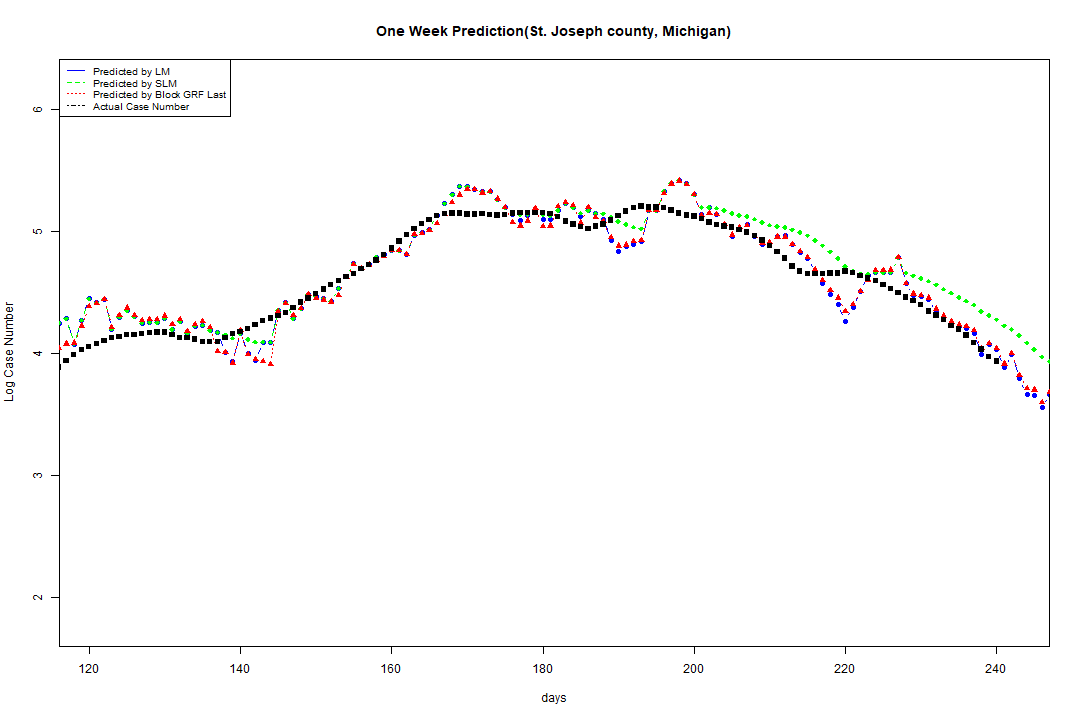 One Week Prediction(St. Joseph county, Michigan)
Predicted by LM
Predicted by SLM
Predicted by Block GRF Last
Actual Case Number
6
5
4
3
2
Log Case Number
120 140 160 180 200 220 240
days